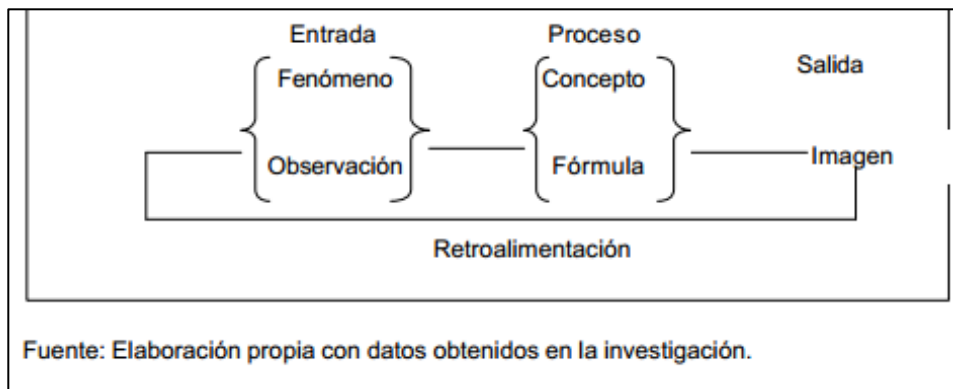 Entrada Proceso
Fenómeno Concepto Salida
Observación Fórmula Imagen
Retroalimentación
Fuente: Elaboración propia con datos obtenidos en la investigación.